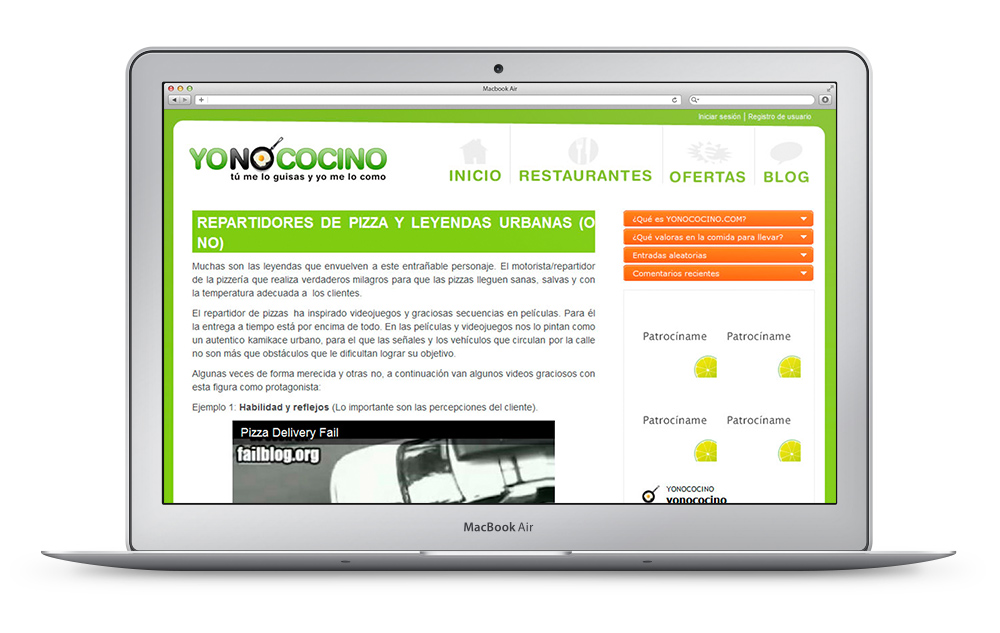 Macbook Air
Iniciar sesión | Registro de usuario
YONOCOCINO
tú me lo guisas y yo me lo como
INICIO
RESTAURANTES
OFERTAS
BLOG
REPARTIDORES DE PIZZA Y LEYENDAS URBANAS (O
NO)
Muchas son las leyendas que envuelven a este entrañable personaje. El motorista/repartidor
de la pizzería que realiza verdaderos milagros para que las pizzas lleguen sanas, salvas y con
la temperatura adecuada a los clientes.
El repartidor de pizzas ha inspirado videojuegos y graciosas secuencias en películas. Para él
la entrega a tiempo está por encima de todo. En las películas y videojuegos nos lo pintan como
un autentico kamikace urbano, para el que las señales y los vehículos que circulan por la calle
no son más que obstáculos que le dificultan lograr su objetivo.
Algunas veces de forma merecida y otras no, a continuación van algunos videos graciosos con
esta figura como protagonista:
Ejemplo 1: Habilidad y reflejos (Lo importante son las percepciones del cliente).
Pizza Delivery Fail
failblog.org
¿Qué es YONOCOCINO.COM?
¿Qué valoras en la comida para llevar?
Entradas aleatorias
Comentarios recientes
Patrocíname
Patrocíname
Patrocíname
Patrocíname
YONOCOCINO
yonococino
MacBook Air